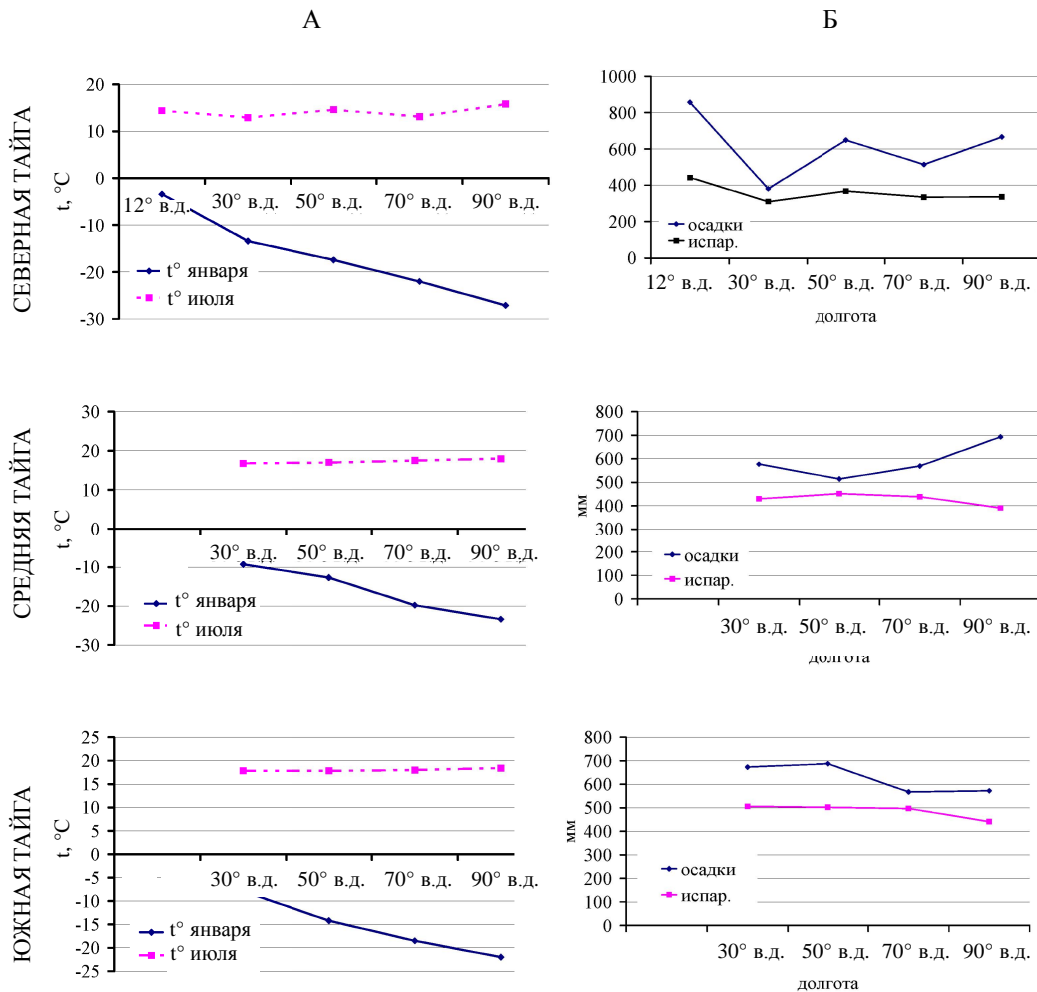 А
Б
СЕВЕРНАЯ ТАЙГА
t, °C
20
10
0
-10
-20
-30
12° в.д. 30° в.д. 50° в.д. 70° в.д. 90° в.д.
t° января
t° июля
1000
800
600
400
200
0
осадки
испар.
12° в.д. 30° в.д. 50° в.д. 70° в.д. 90° в.д.
долгота
СРЕДНЯЯ ТАЙГА
t, °C
30
20
10
0
-10
-20
-30
30° в.д. 50° в.д. 70° в.д. 90° в.д.
t° января
t° июля
мм
800
700
600
500
400
300
200
100
0
осадки
испар.
30° в.д. 50° в.д. 70° в.д. 90° в.д.
долгота
ЮЖНАЯ ТАЙГА
t, °C
25
20
15
10
5
0
-5
-10
-15
-20
-25
30° в.д. 50° в.д. 70° в.д. 90° в.д.
t° января
t° июля
мм
800
700
600
500
400
300
200
100
0
осадки
испар.
30° в.д. 50° в.д. 70° в.д. 90° в.д.
долгота